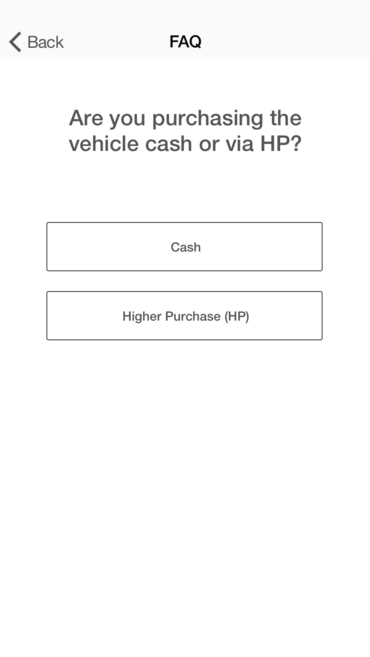 Back
FAQ
Are you purchasing the
vehicle cash or via HP?
Cash
Higher Purchase (HP)